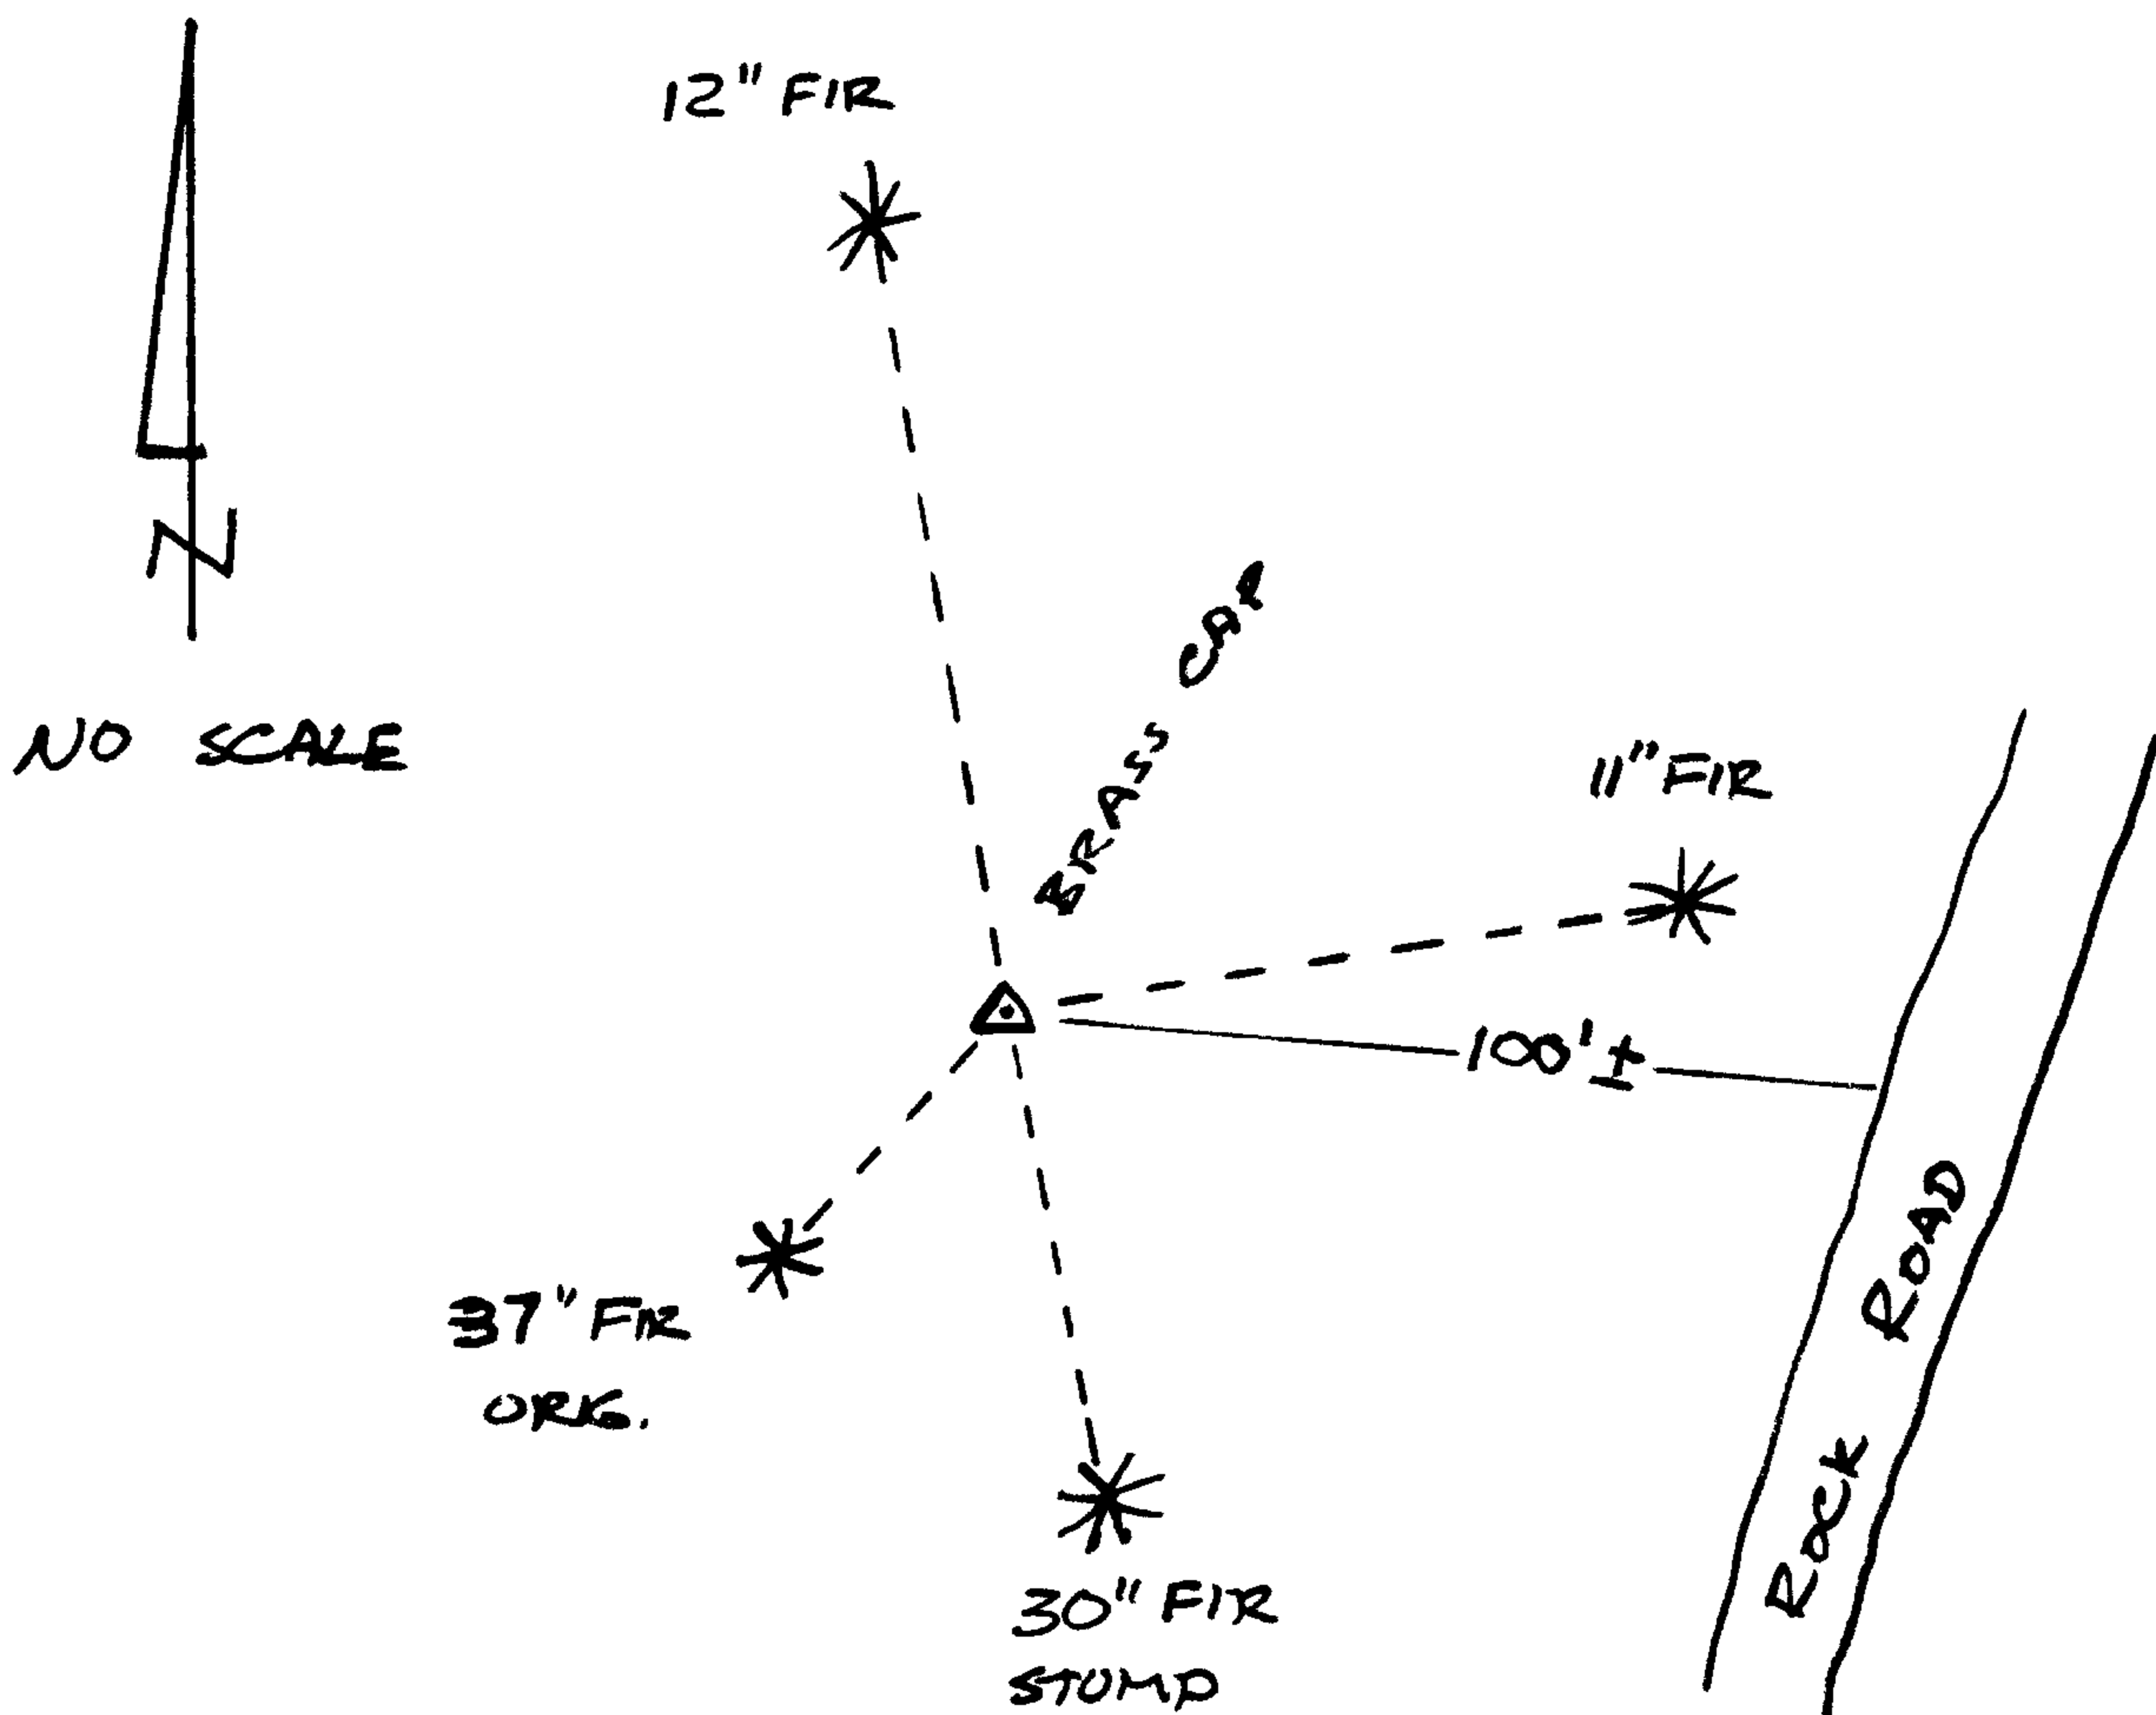 12" FIR
N
NO SCALE
BRASS CAP
11" FIR
100' ±
37" FIR
ORIG.
ROCK ROAD
30" FIR
STUMP